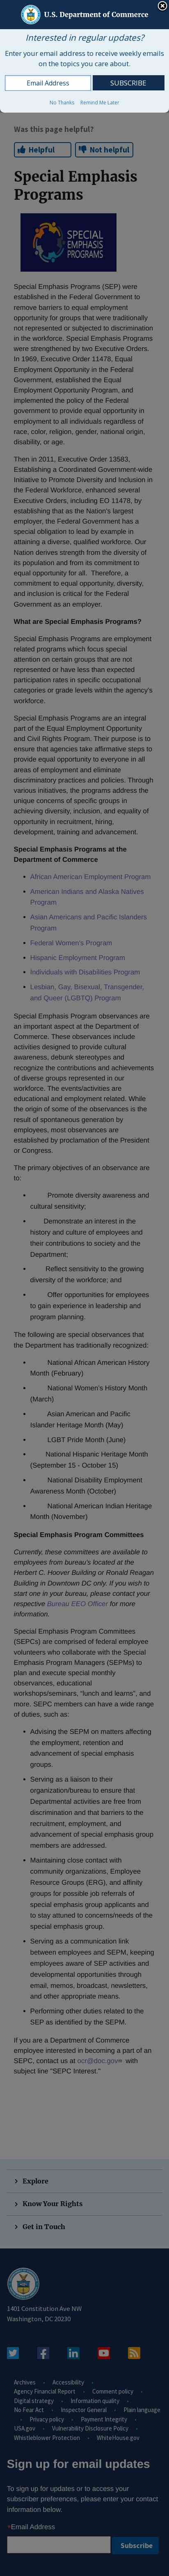 U.S. Department of Commerce
Interested in regular updates?
Enter your email address to receive weekly emails
on the topics you care about.
Email Address
SUBSCRIBE
No Thanks Remind Me Later
Was this page helpful?
Helpful
Not helpful
Special Emphasis
Programs
SPECIAL
EMPHASIS
PROGRAMS
Special Emphasis Programs (SEP) were
established in the Federal Government to
remove barriers to equal employment
opportunity for groups that were traditionally
in the workforce. Special Emphasis Programs
were strengthened by two Executive Orders.
In 1969, Executive Order 11478, Equal
Employment Opportunity in the Federal
Government, established the Equal
Employment Opportunity Program, and
implemented the policy of the Federal
Government to prohibit discrimination
against employees on grounds of
race, color, religion, gender, national origin,
disability, or age.
Then in 2011, Executive Order 13583,
Establishing a Coordinated Government-wide
Initiative to Promote Diversity and Inclusion in
the Federal Workforce, enhanced several
Executive Orders, including EO 11478, by
stating that as the Nation's largest
employer, the Federal Government has a
special obligation to lead by example in
attaining a diverse, qualified workforce. Our
Nation derives strength from the diversity of
its population and from its commitment to
equal opportunity for all. Therefore, a
commitment to equal opportunity, diversity,
and inclusion is critical for the Federal
Government as an employer.
What are Special Emphasis Programs?
Special Emphasis Programs are employment
related programs which focus special
attention on certain groups that are not
represented or have less than expected
participation rates in specific occupational
categories or grade levels within the agency's
workforce.
Special Emphasis Programs are an integral
part of the Equal Employment Opportunity
and Civil Rights Program. Their purpose is to
ensure that agencies take affirmative steps to
provide equal opportunity to everyone in all
areas of employment and eliminate
discriminatory practices and policies. Through
various initiatives, the programs address the
unique concerns of specific groups in
achieving diversity, inclusion, and equality of
opportunity in employment, recruiting, hiring,
development, training and advancement.
Special Emphasis Programs at the
Department of Commerce
African American Employment Program
American Indians and Alaska Natives
Program
Asian Americans and Pacific Islanders
Program
Federal Women's Program
Hispanic Employment Program
Individuals with Disabilities Program
Lesbian, Gay, Bisexual, Transgender,
and Queer (LGBTQ) Program
Special Emphasis Program observances are
an important aspect of the Department of
Commerce. These observances include
activities designed to provide cultural
awareness, dispel stereotypes and
recognize the contributions and achievements
of diverse groups represented in our
workforce. The events/activities are
consistent with the themes of diversity and
equality for all employees at Commerce. While
the origin of some of the observances was
started by a congressional resolution or by
request, most observances are established
by proclamation by the President or Congress.
The primary objectives of an observance are
to:
Promote diversity awareness and
cultural sensitivity;
Demonstrate an interest in the
history and culture of employees and
their contributions to society and the
Department;
Reflect sensitivity to the growing
diversity of the workforce; and
Offer opportunities for employees
to gain experience in leadership and
program planning.
The following are special observances that
the Department has traditionally recognized:
National African American History
Month (February)
National Women's History Month
(March)
Asian American and Pacific
Islander Heritage Month (May)
LGBT Pride Month (June)
National Hispanic Heritage Month
(September 15 - October 15)
National Disability Employment
Awareness Month (October)
National American Indian Heritage
Month (November)
Special Emphasis Program Committees
Currently, these committees are available to
employees from bureau's located at the
Herbert C. Hoover Building or Ronald Reagan
Building in Downtown DC only. If you wish to
start one in your bureau, please contact your
respective Bureau EEO Officer for more
information.
Special Emphasis Program Committees
(SEPCs) are comprised of federal employee
volunteers who collaborate with the Special
Emphasis Program Managers (SEPMs) to
plan and execute special monthly
observances, educational
workshops/seminars, "lunch and learns", and
more. SEPC members can have a wide range
of duties, such as:
Advising the SEPM on matters affecting
the employment, retention and
advancement of special emphasis
groups.
Serving as a liaison to their
organization/bureau to ensure that
Departmental activities are free from
discriminatory barriers in the
recruitment, employment, and
advancement of special emphasis group
members are addressed.
Maintaining close contact with
community organizations, Employee
Resource Groups (ERG), and affinity
groups for possible job referrals of
special emphasis group applicants and
to stay attuned to concerns/needs of the
special emphasis group.
Serving as a communication link
between employees and SEPM, keeping
employees aware of SEP activities and
developmental opportunities through
email, memos, broadcast, newsletters,
and other appropriate means.
Performing other duties related to the
SEP as identified by the SEPM.
If you are a Department of Commerce
employee interested in becoming a part of an
SEPC, contact us at ocr@doc.gov with
subject line "SEPC Interest."
Explore
Know Your Rights
Get in Touch
1401 Constitution Ave NW
Washington, DC 20230
Archives Accessibility
Agency Financial Report Comment policy
Digital strategy Information quality
No Fear Act Inspector General Plain language
Privacy policy Payment Integrity
USA.gov Vulnerability Disclosure Policy
Whistleblower Protection WhiteHouse.gov
Sign up for email updates
To sign up for updates or to access your
subscriber preferences, please enter your contact
information below.
*Email Address
Subscribe